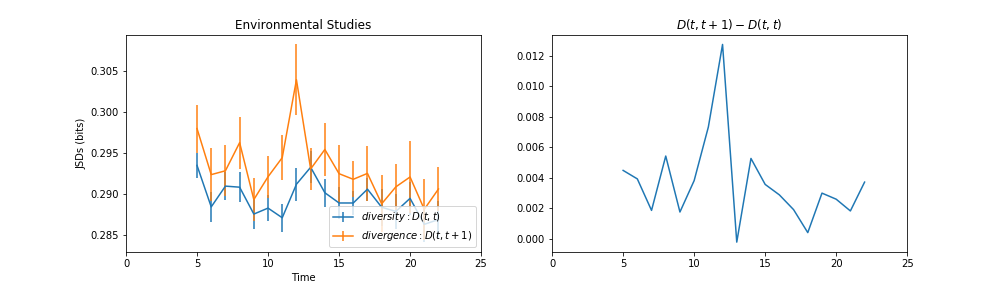 Environmental Studies
JSDs (bits)
0.305
0.300
0.295
0.290
0.285
0 5 10 15 20 25
Time
diversity : D(t, t)
divergence : D(t, t + 1)
D(t, t + 1) − D(t, t)
0.012
0.010
0.008
0.006
0.004
0.002
0.000
0 5 10 15 20 25